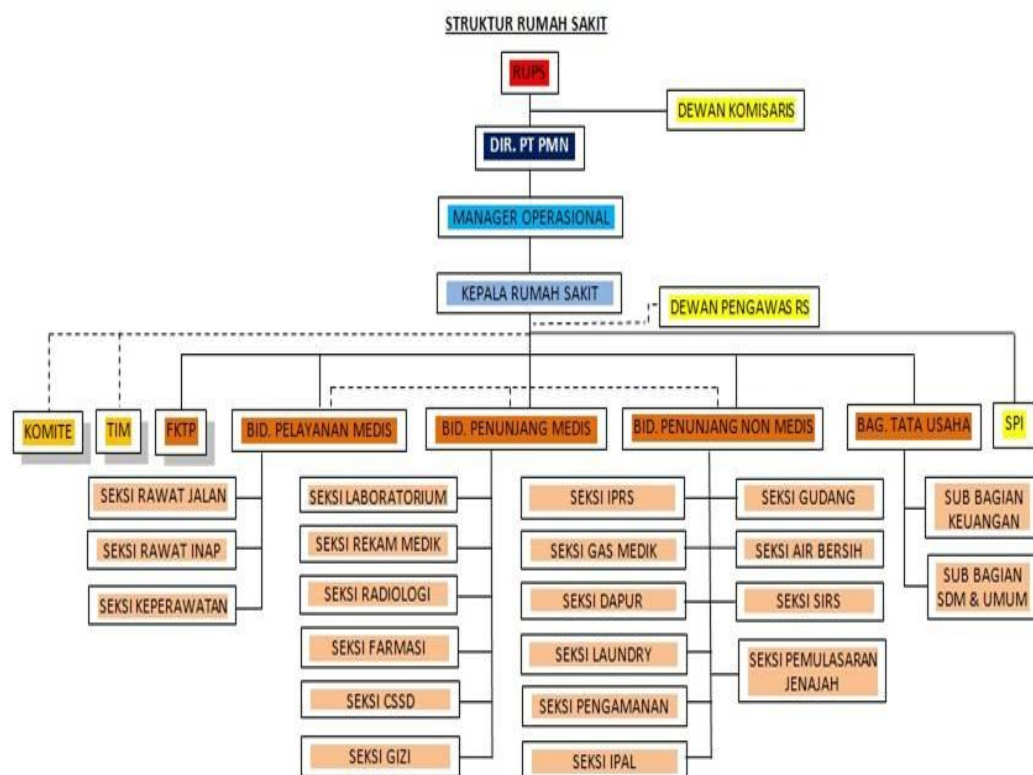 STRUKTUR RUMAH SAKIT
RUPS
DEWAN KOMISARIS
DIR. PT PMN
MANAGER OPERASIONAL
KEPALA RUMAH SAKIT
DEWAN PENGAWAS RS
KOMITE
TIM
FKTP
BID. PELAYANAN MEDIS
BID. PENUNJANG MEDIS
BID. PENUNJANG NON MEDIS
BAG. TATA USAHA
SPI
SEKSI RAWAT JALAN
SEKSI RAWAT INAP
SEKSI KEPERAWATAN
SEKSI LABORATORIUM
SEKSI REKAM MEDIK
SEKSI RADIOLOGI
SEKSI FARMASI
SEKSI CSSD
SEKSI GIZI
SEKSI IPRS
SEKSI GAS MEDIK
SEKSI DAPUR
SEKSI LAUNDRY
SEKSI PENGAMANAN
SEKSI IPAL
SEKSI GUDANG
SEKSI AIR BERSIH
SEKSI SIRS
SEKSI PEMULASARAN
JENAJAH
SUB BAGIAN
KEUANGAN
SUB BAGIAN
SDM & UMUM